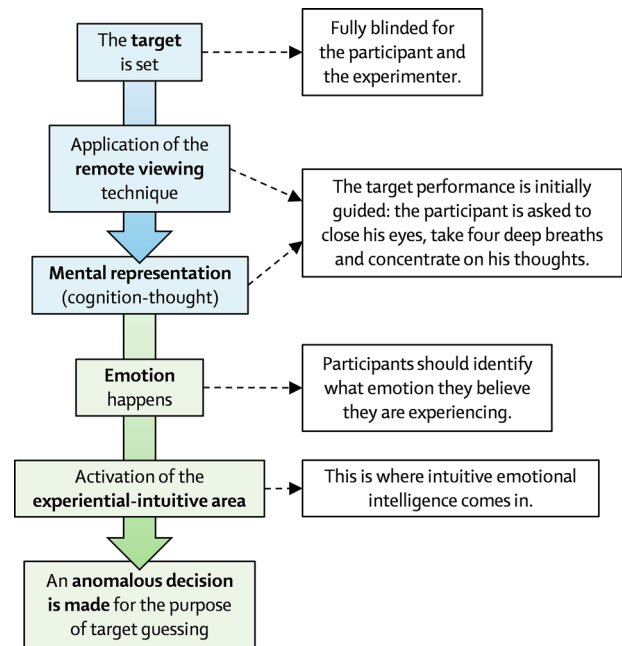 The target
is set
Fully blinded for
the participant and
the experimenter.
Application of the
remote viewing
technique
The target performance is initially
guided: the participant is asked to
close his eyes, take four deep breaths
and concentrate on his thoughts.
Mental representation
(cognition-thought)
Emotion
happens
Participants should identify
what emotion they believe
they are experiencing.
Activation of the
experiential-intuitive area
This is where intuitive emotional
intelligence comes in.
An anomalous decision
is made for the purpose
of target guessing